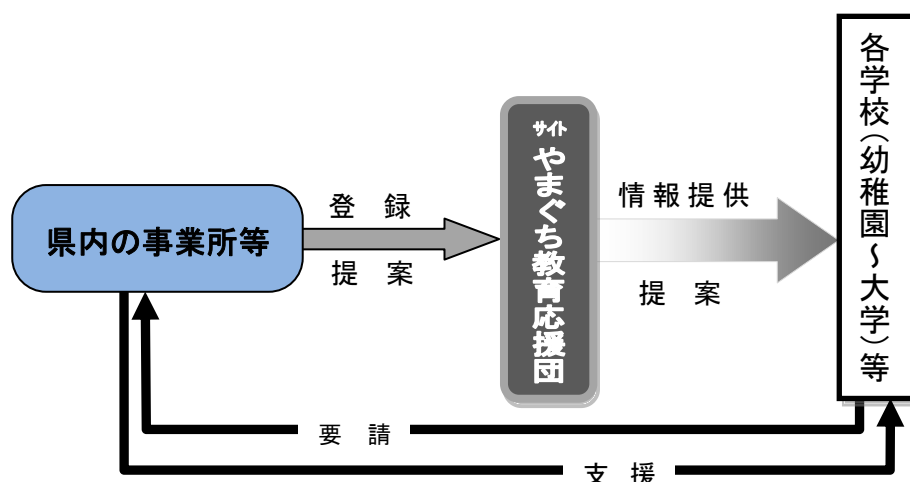 県内の事業所等
登録
提案
サイト
やまぐち教育応援団
情報提供
提案
各学校(幼稚園～大学)等
要請
支援